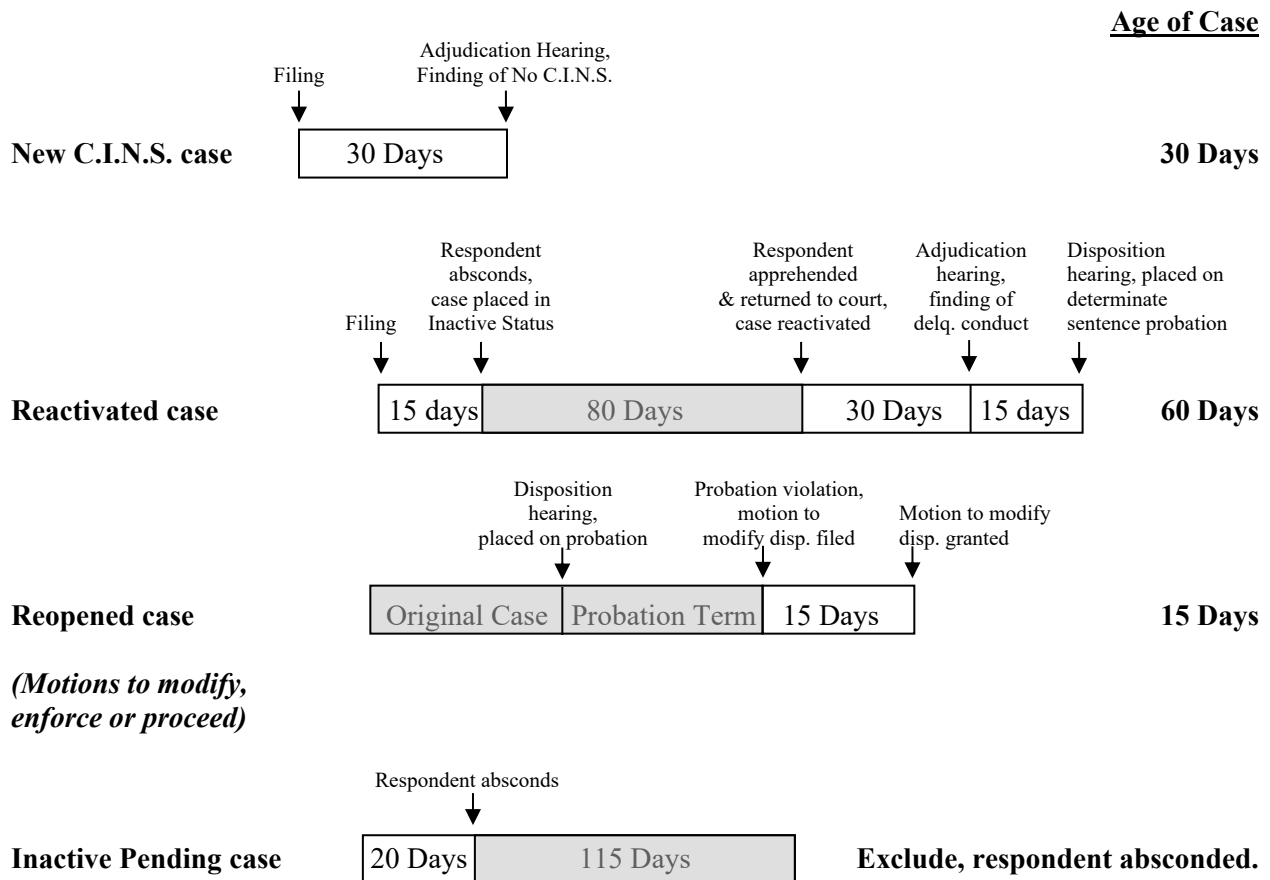 Age of Case
Adjudication Hearing,
Finding of No C.I.N.S.
Filing
New C.I.N.S. case
30 Days
30 Days
Filing
Respondent
absconds,
case placed in
Inactive Status
Respondent
apprehended
& returned to court,
case reactivated
Adjudication
hearing,
finding of
delq. conduct
Disposition
hearing, placed on
determinate
sentence probation
Reactivated case
15 days
80 Days
30 Days
15 days
60 Days
Disposition
hearing,
placed on probation
Probation violation,
motion to
modify disp. filed
Motion to modify
disp. granted
Reopened case
Original Case
Probation Term
15 Days
15 Days
(Motions to modify,
enforce or proceed)
Respondent absconds
Inactive Pending case
20 Days
115 Days
Exclude, respondent absconded.